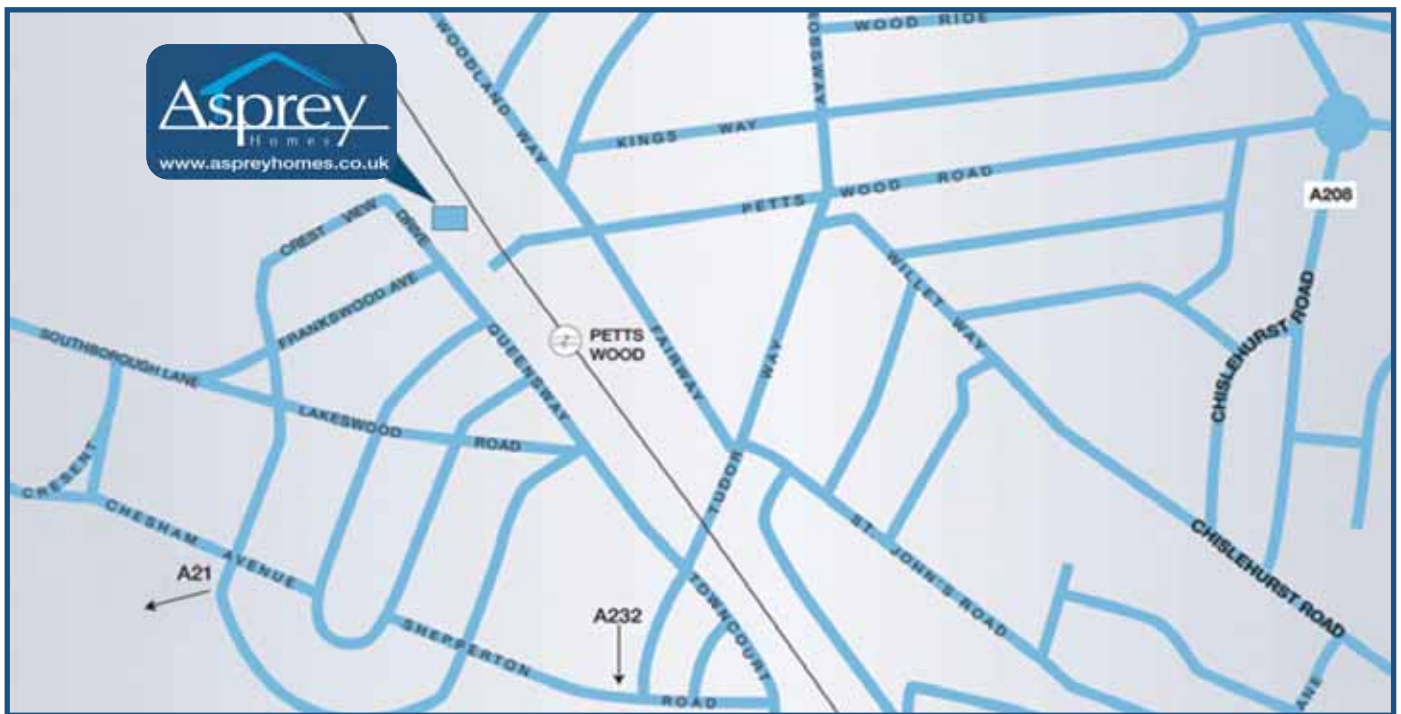 Asprey
Homes
www.aspreyhomes.co.uk
WOODLAND WAY
WOOD RIDE
OSSWAY
KINGS WAY
PETTS WOOD ROAD
A208
CREST VIEW DRIVE
FRANKSWOOD AVE
SOUTHBOROUGH LANE
QUEENSWAY
PETTS
WOOD
FAIRWAY
TUDOR WAY
WILLET WAY
CHISLEHURST ROAD
LAKESWOOD ROAD
CRESENT
CHESHAM AVENUE
A21
ST. JOHN'S ROAD
CHISLEHURST ROAD
A232
TOWNCOURT
SHEPPERTON ROAD
ANE